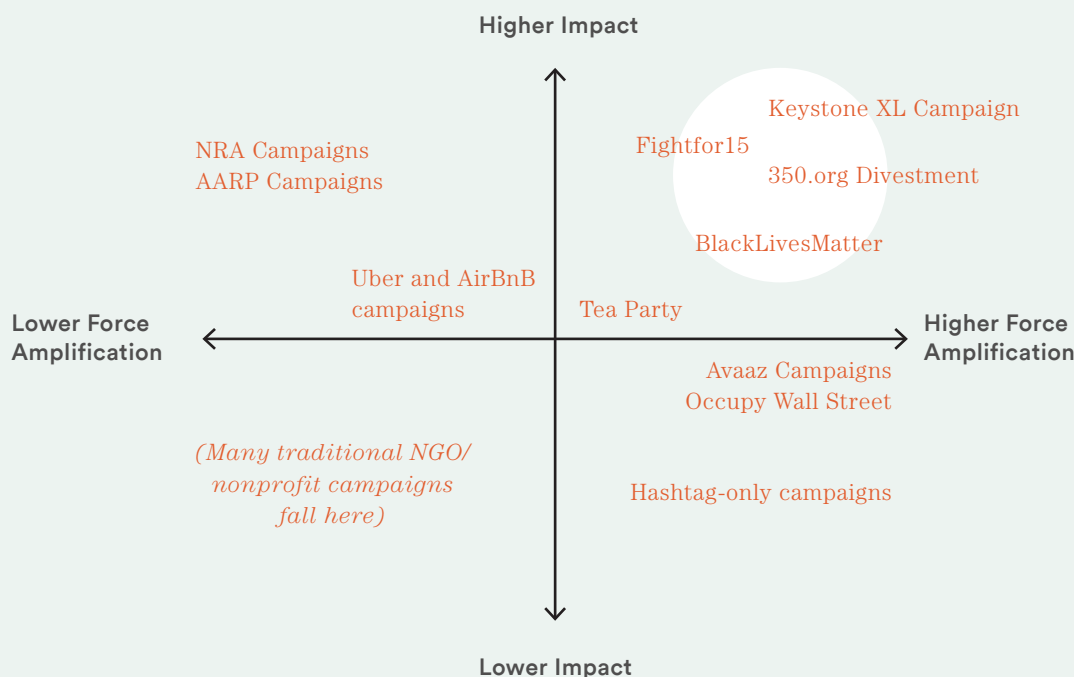 Higher Impact
Keystone XL Campaign
NRA Campaigns
AARP Campaigns
Fightfor15
350.org Divestment
BlackLivesMatter
Uber and AirBnB
campaigns
Tea Party
Lower Force
Amplification
Higher Force
Amplification
Avaaz Campaigns
Occupy Wall Street
(Many traditional NGO/
nonprofit campaigns
fall here)
Hashtag-only campaigns
Lower Impact